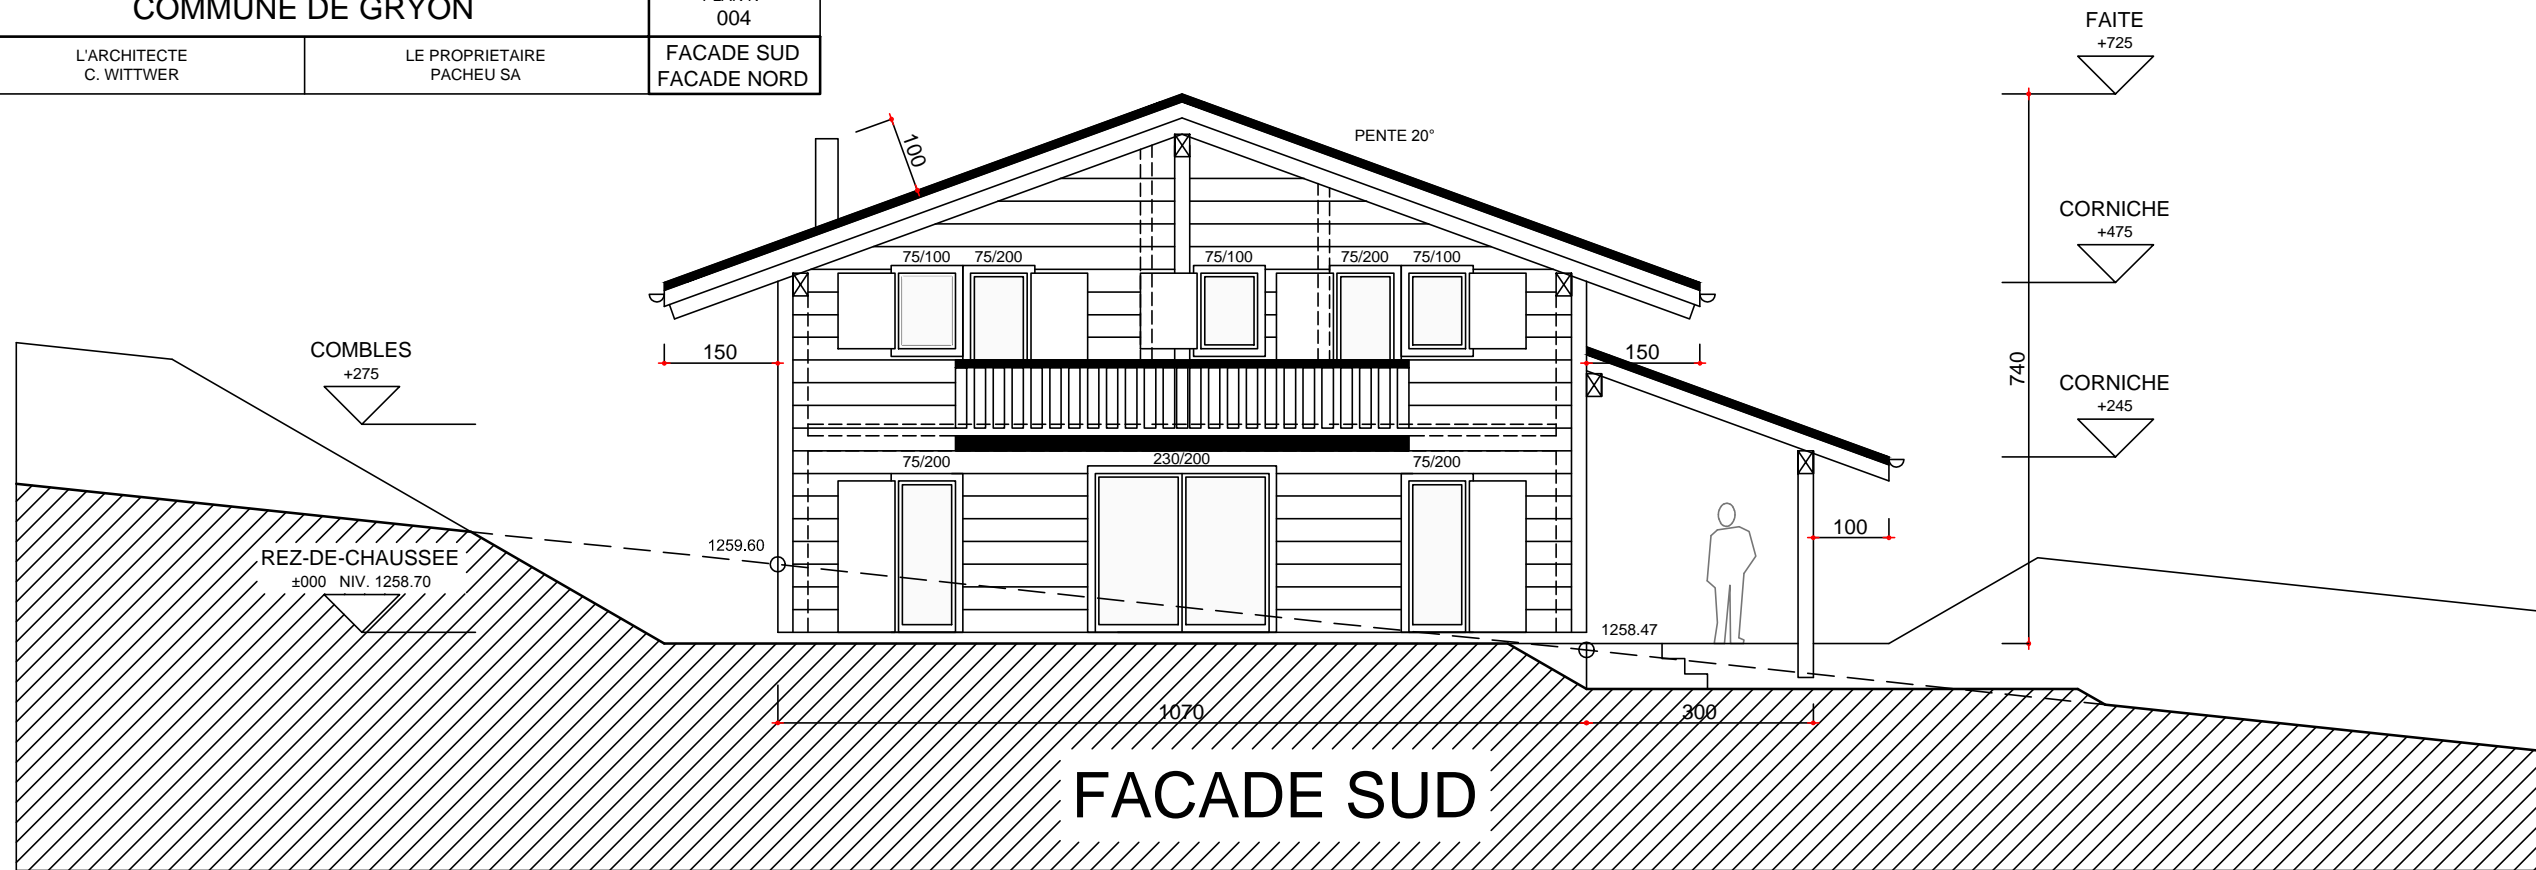 COMMUNE DE GRYON
004
L'ARCHITECTE
C. WITTWER
LE PROPRIETAIRE
PACHEU SA
FACADE SUD
FACADE NORD
FAITE
+725
100
PENTE 20°
CORNICHE
+475
75/100
75/200
75/100
75/200
75/100
COMBLES
+275
150
150
740
CORNICHE
+245
75/200
230/200
75/200
100
1259.60
REZ-DE-CHAUSSEE
±000 NIV. 1258.70
1258.47
1070
300
FACADE SUD